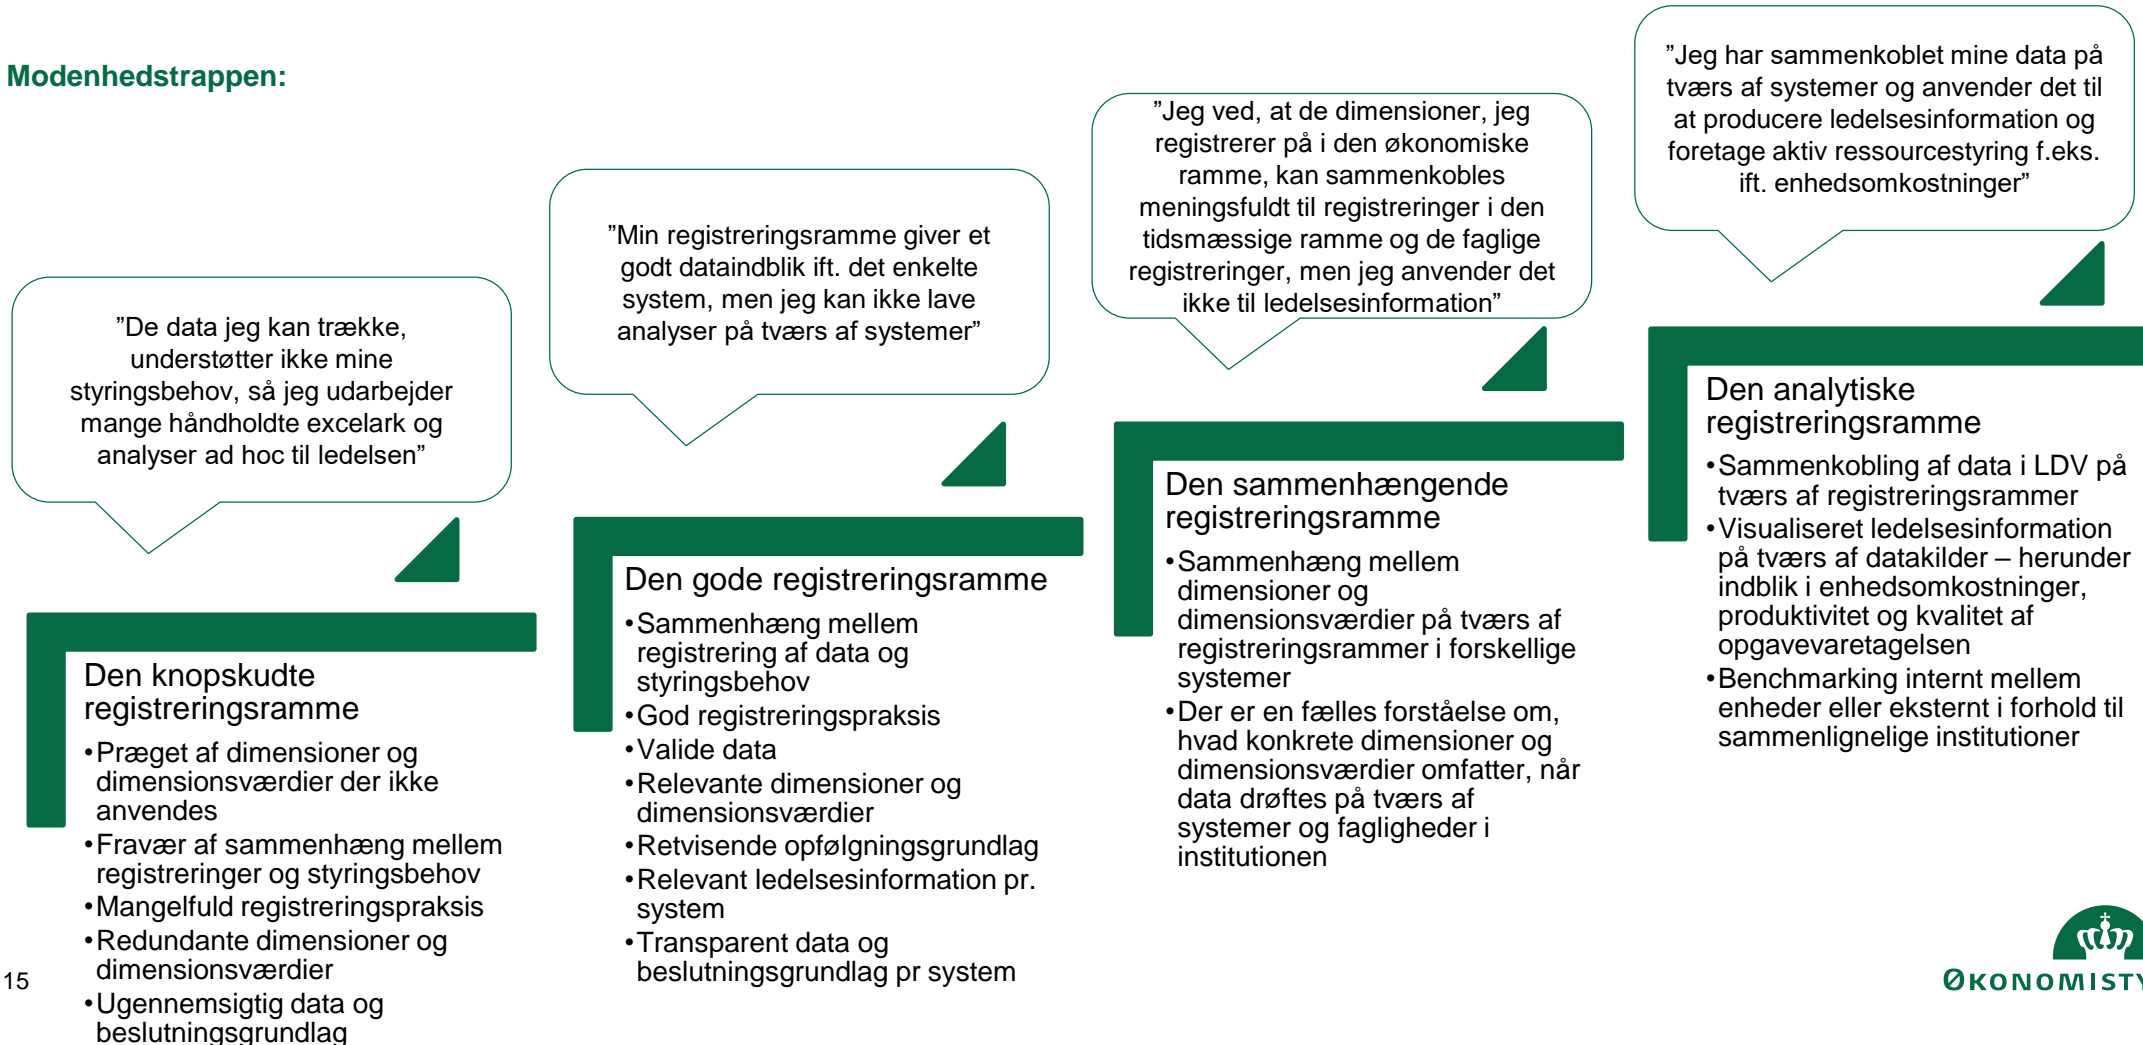 Modenhedstrappen:
”De data jeg kan trække,
understøtter ikke mine
styringsbehov, så jeg udarbejder
mange håndholdte excelark og
analyser ad hoc til ledelsen”
Den knopskudte
registreringsramme
•Præget af dimensioner og
dimensionsværdier der ikke
anvendes
•Fravær af sammenhæng mellem
registreringer og styringsbehov
•Mangelfuld registreringspraksis
•Redundante dimensioner og
dimensionsværdier
•Ugennemsigtig data og
beslutningsgrundlag
”Min registreringsramme giver et
godt dataindblik ift. det enkelte
system, men jeg kan ikke lave
analyser på tværs af systemer”
Den gode registreringsramme
•Sammenhæng mellem
registrering af data og
styringsbehov
•God registreringspraksis
•Valide data
•Relevante dimensioner og
dimensionsværdier
•Retvisende opfølgningsgrundlag
•Relevant ledelsesinformation pr.
system
•Transparent data og
beslutningsgrundlag pr system
”Jeg ved, at de dimensioner, jeg
registrerer på i den økonomiske
ramme, kan sammenkobles
meningsfuldt til registreringer i den
tidsmæssige ramme og de faglige
registreringer, men jeg anvender det
ikke til ledelsesinformation”
Den sammenhængende
registreringsramme
•Sammenhæng mellem
dimensioner og
dimensionsværdier på tværs af
registreringsrammer i forskellige
systemer
•Der er en fælles forståelse om,
hvad konkrete dimensioner og
dimensionsværdier omfatter, når
data drøftes på tværs af
systemer og fagligheder i
institutionen
”Jeg har sammenkoblet mine data på
tværs af systemer og anvender det til
at producere ledelsesinformation og
foretage aktiv ressourcestyring f.eks.
ift. enhedsomkostninger”
Den analytiske
registreringsramme
•Sammenkobling af data i LDV på
tværs af registreringsrammer
•Visualiseret ledelsesinformation
på tværs af datakilder – herunder
indblik i enhedsomkostninger,
produktivitet og kvalitet af
opgavevaretagelsen
•Benchmarking internt mellem
enheder eller eksternt i forhold til
sammenlignelige institutioner
15